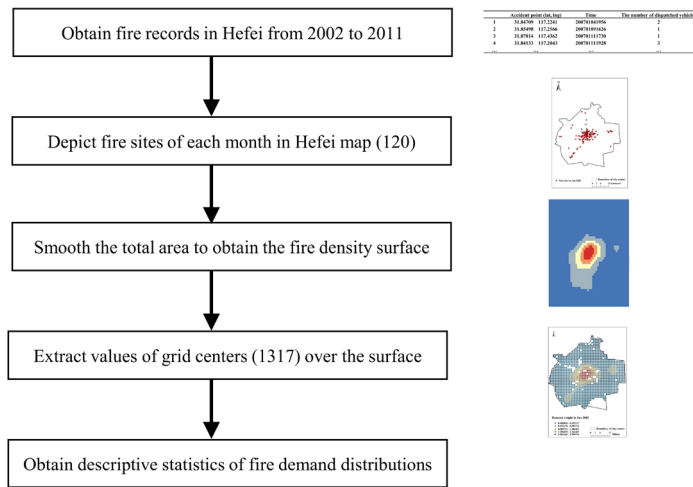 Obtain fire records in Hefei from 2002 to 2011
Accident point (lat, lng) Time The number of dispatched vehicle
1 31.84709 117.2241 200701041956 2
2 31.85498 117.2566 200701091626 1
3 31.87814 117.4362 200701111730 1
4 31.84133 117.2043 200701111928 3
... ... ... ...
Depict fire sites of each month in Hefei map (120)
Smooth the total area to obtain the fire density surface
Extract values of grid centers (1317) over the surface
Obtain descriptive statistics of fire demand distributions